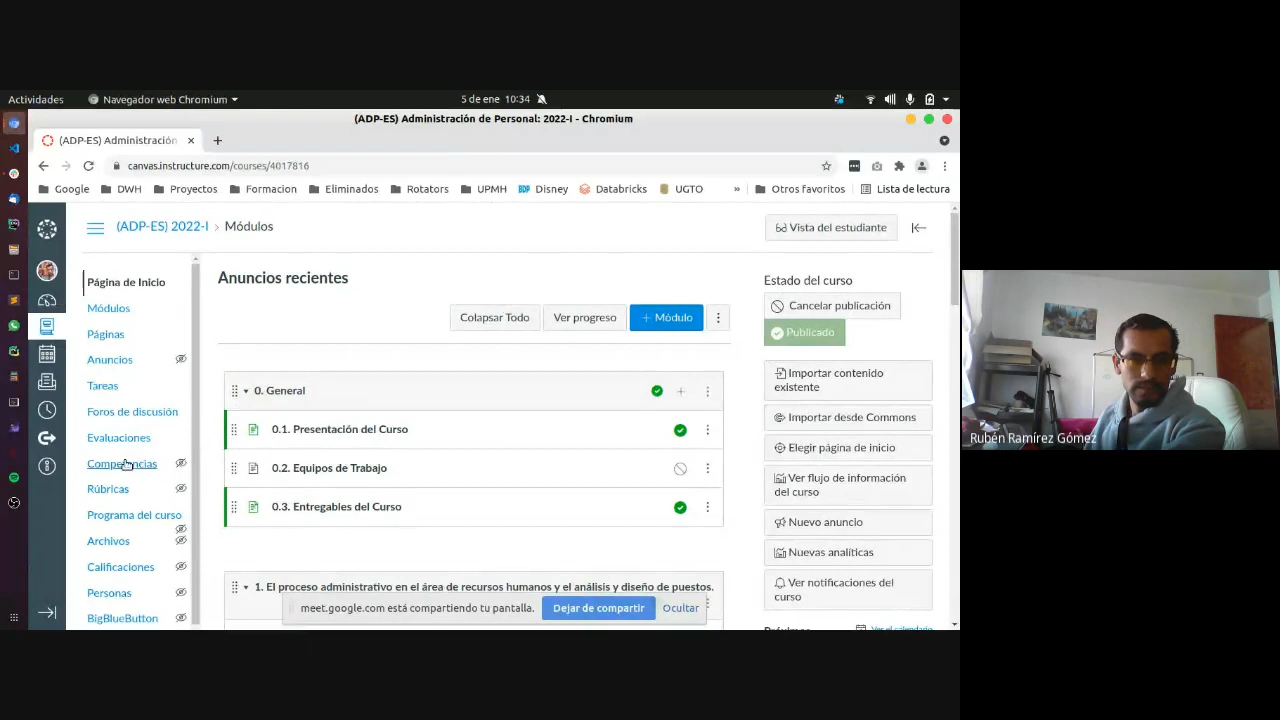 Actividades
Navegador web Chromium
5 de ene 10:34
(ADP-ES) Administración de Personal: 2022-I - Chromium
(ADP-ES) Administración
canvas.instructure.com/courses/4017816
Google
DWH
Proyectos
Formacion
Eliminados
Rotators
UPMH
BDP Disney
Databricks
UGTO
»
Otros favoritos
Lista de lectura
(ADP-ES) 2022-I › Módulos
Vista del estudiante
Página de Inicio
Módulos
Páginas
Anuncios
Tareas
Foros de discusión
Evaluaciones
Competencias
Rúbricas
Programa del curso
Archivos
Calificaciones
Personas
BigBlueButton
Anuncios recientes
Colapsar Todo
Ver progreso
+ Módulo
0. General
0.1. Presentación del Curso
0.2. Equipos de Trabajo
0.3. Entregables del Curso
1. El proceso administrativo en el área de recursos humanos y el análisis y diseño de puestos.
meet.google.com está compartiendo tu pantalla.
Dejar de compartir
Ocultar
Estado del curso
Cancelar publicación
Publicado
Importar contenido
existente
Importar desde Commons
Elegir página de inicio
Ver flujo de información
del curso
Nuevo anuncio
Nuevas analíticas
Ver notificaciones del
curso
Próximos
Ver el calendario
Rubén Ramírez Gómez